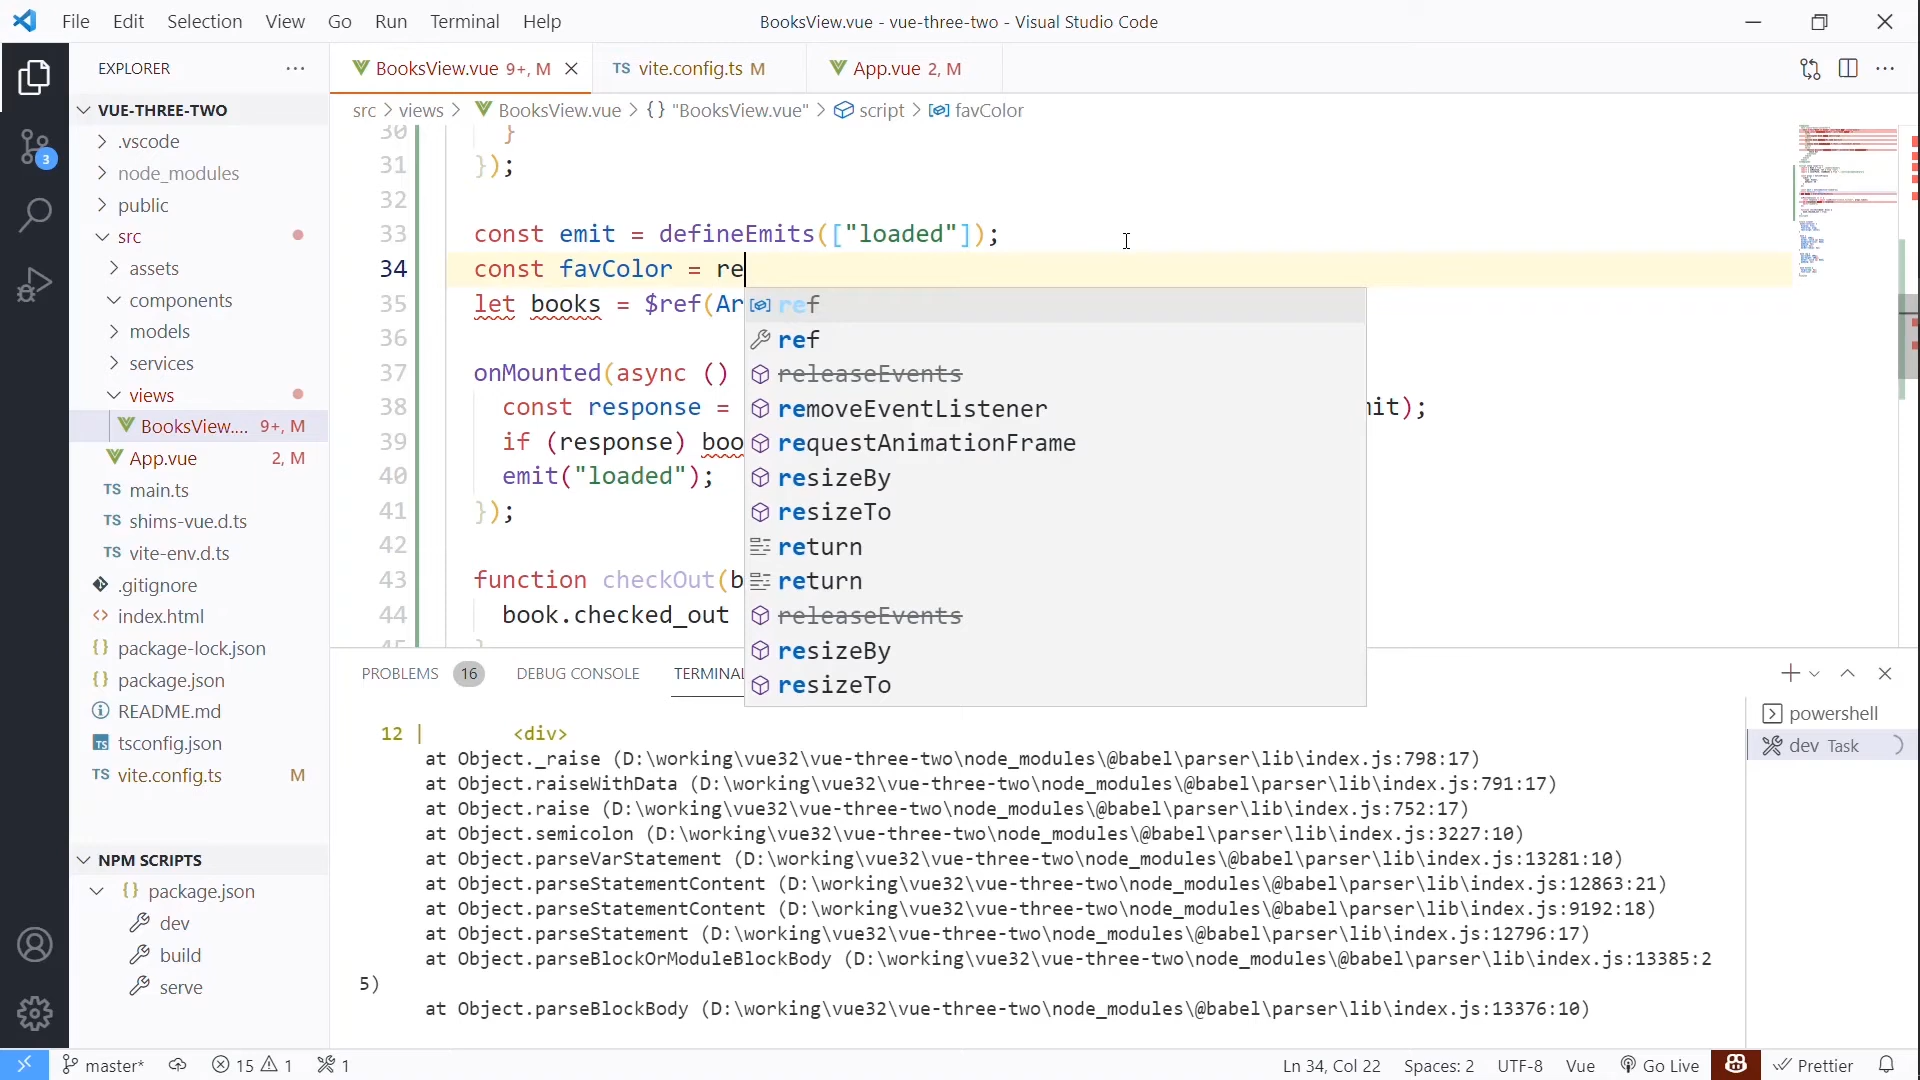 File Edit Selection View Go Run Terminal Help
BooksView.vue - vue-three-two - Visual Studio Code
EXPLORER
VUE-THREE-TWO
.vscode
node_modules
public
src
assets
components
models
services
views
BooksView.... 9+, M
App.vue 2, M
TS main.ts
TS shims-vue.d.ts
TS vite-env.d.ts
.gitignore
index.html
package-lock.json
package.json
README.md
tsconfig.json
TS vite.config.ts M
NPM SCRIPTS
package.json
dev
build
serve
3
BooksView.vue 9+, M
TS vite.config.ts M
App.vue 2, M
src > views > BooksView.vue > {} "BooksView.vue" > script > favColor
30 }
31 });
32
33 const emit = defineEmits(["loaded"]);
34 const favColor = re
35 let books = $ref(Ar
36
37 onMounted(async ()
38 const response = it);
39 if (response) boo
40 emit("loaded");
41 });
42
43 function checkOut(b
44 book.checked_out
45 }
ref
ref
releaseEvents
removeEventListener
requestAnimationFrame
resizeBy
resizeTo
return
return
releaseEvents
resizeBy
resizeTo
PROBLEMS 16 DEBUG CONSOLE TERMINAL
12 | <div>
at Object._raise (D:\working\vue32\vue-three-two\node_modules\@babel\parser\lib\index.js:798:17)
at Object.raiseWithData (D:\working\vue32\vue-three-two\node_modules\@babel\parser\lib\index.js:791:17)
at Object.raise (D:\working\vue32\vue-three-two\node_modules\@babel\parser\lib\index.js:752:17)
at Object.semicolon (D:\working\vue32\vue-three-two\node_modules\@babel\parser\lib\index.js:3227:10)
at Object.parseVarStatement (D:\working\vue32\vue-three-two\node_modules\@babel\parser\lib\index.js:13281:10)
at Object.parseStatementContent (D:\working\vue32\vue-three-two\node_modules\@babel\parser\lib\index.js:12863:21)
at Object.parseStatementContent (D:\working\vue32\vue-three-two\node_modules\@babel\parser\lib\index.js:9192:18)
at Object.parseStatement (D:\working\vue32\vue-three-two\node_modules\@babel\parser\lib\index.js:12796:17)
at Object.parseBlockOrModuleBlockBody (D:\working\vue32\vue-three-two\node_modules\@babel\parser\lib\index.js:13385:2
5)
at Object.parseBlockBody (D:\working\vue32\vue-three-two\node_modules\@babel\parser\lib\index.js:13376:10)
powershell
dev Task
master* 15 1 1
Ln 34, Col 22 Spaces: 2 UTF-8 Vue Go Live Prettier